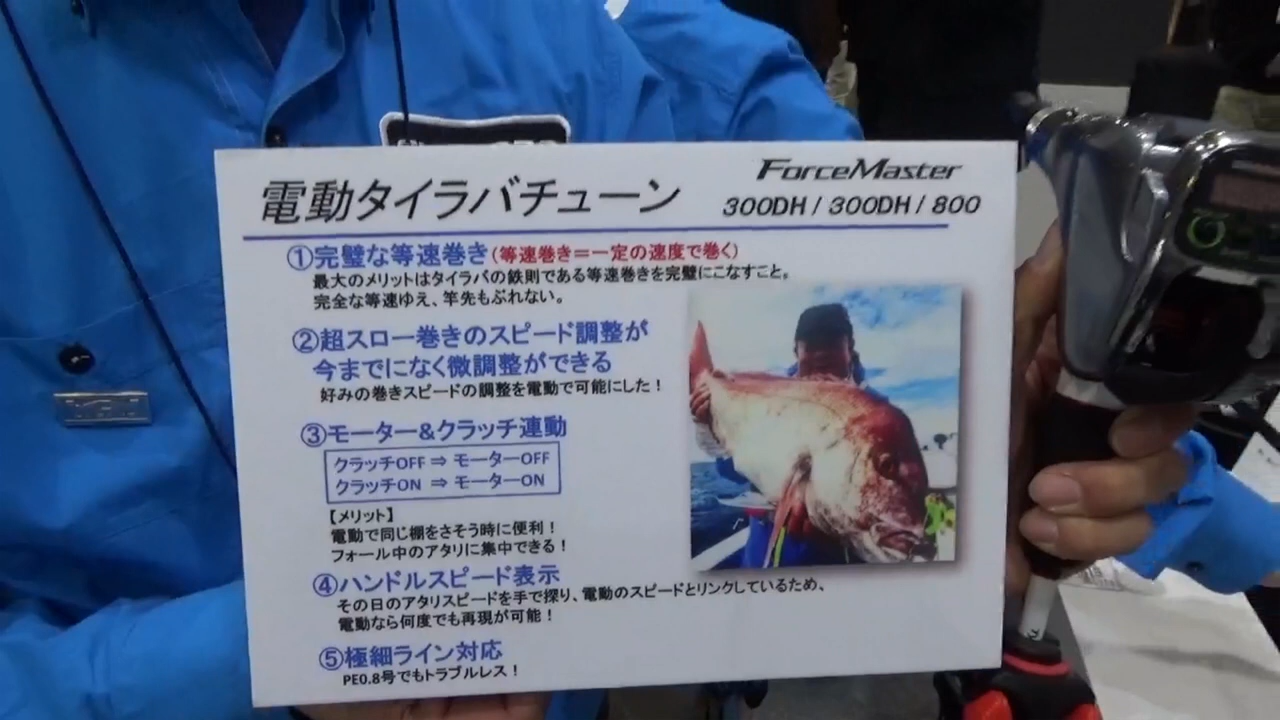 電動タイラバチューン
ForceMaster
300DH / 300DH / 800
①完璧な等速巻き(等速巻き＝一定の速度で巻く)
最大のメリットはタイラバの鉄則である等速巻きを完璧にこなすこと。
完全な等速ゆえ、竿先もぶれない。
②超スロー巻きのスピード調整が
今までになく微調整ができる
好みの巻きスピードの調整を電動で可能にした！
③モーター&クラッチ連動
クラッチOFF ⇒ モーターOFF
クラッチON ⇒ モーターON
【メリット】
電動で同じ棚をさそう時に便利！
フォール中のアタリに集中できる！
④ハンドルスピード表示
その日のアタリスピードを手で探り、電動のスピードとリンクしているため、
電動なら何度でも再現が可能！
⑤極細ライン対応
PE0.8号でもトラブルレス！